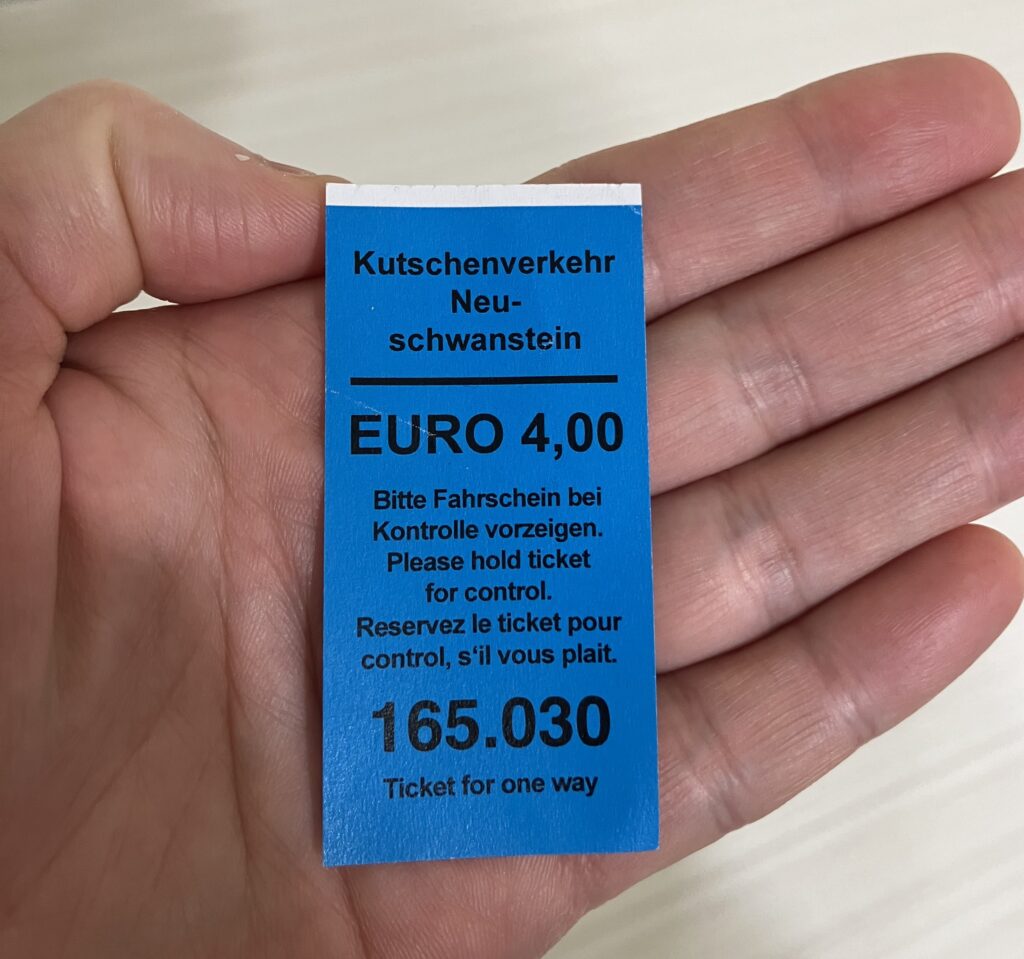 Kutschenverkehr
Neu-
schwanstein
EURO 4,00
Bitte Fahrschein bei
Kontrolle vorzeigen.
Please hold ticket
for control.
Reservez le ticket pour
control, s‘il vous plait.
165.030
Ticket for one way